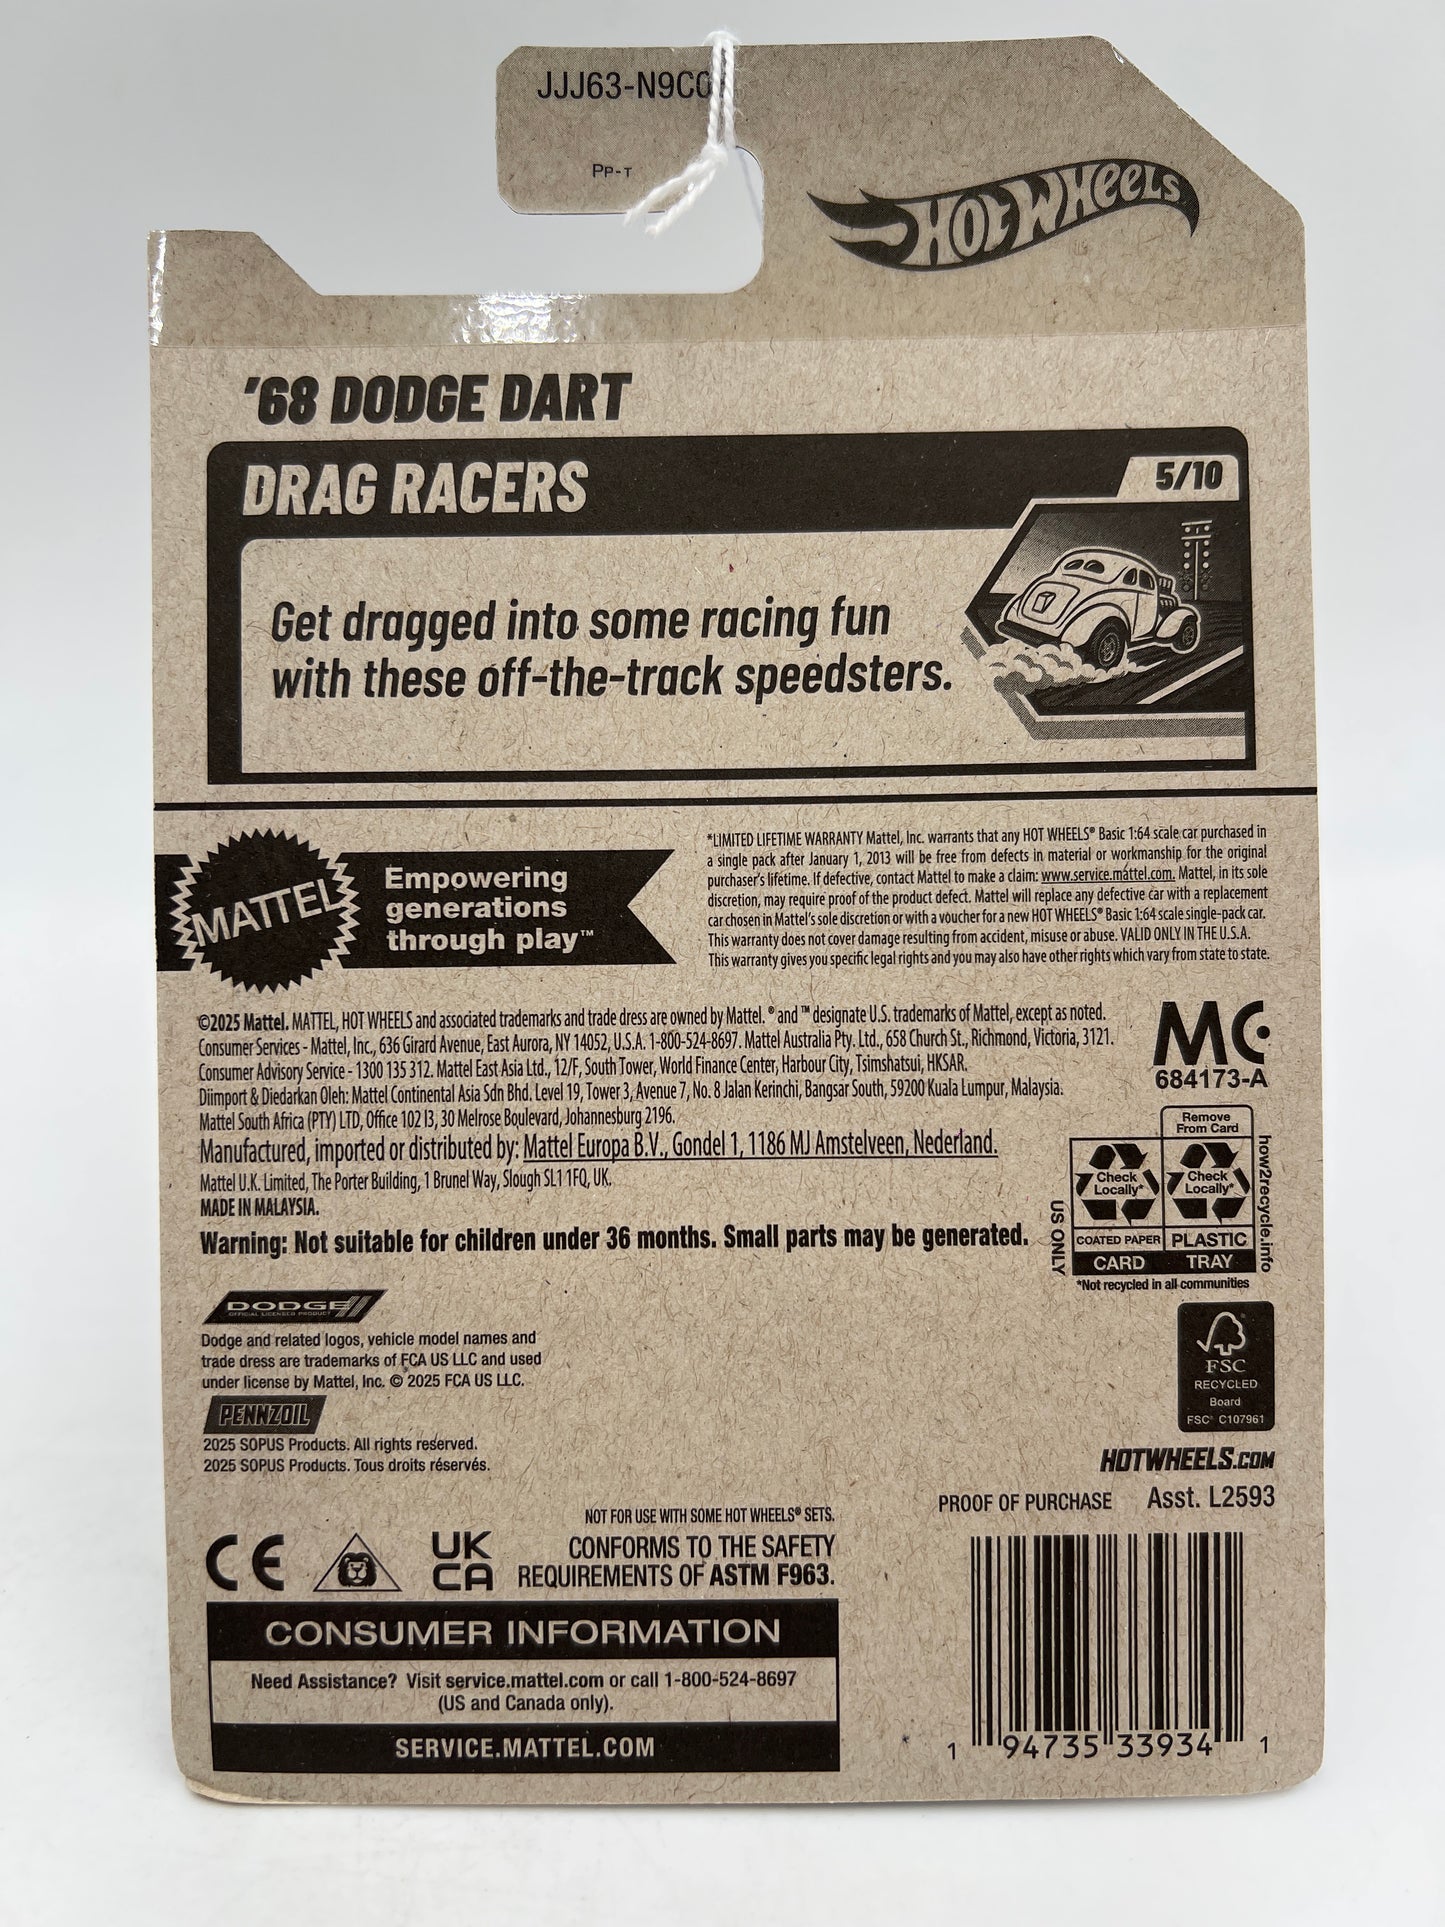 JJJ63-N9C0
PP-T
HOT WHEELS
'68 DODGE DART
DRAG RACERS
5/10
Get dragged into some racing fun
with these off-the-track speedsters.
MATTEL
Empowering
generations
through play™
*LIMITED LIFETIME WARRANTY Mattel, Inc. warrants that any HOT WHEELS® Basic 1:64 scale car purchased in
a single pack after January 1, 2013 will be free from defects in material or workmanship for the original
purchaser's lifetime. If defective, contact Mattel to make a claim: www.service.mattel.com. Mattel, in its sole
discretion, may require proof of the product defect. Mattel will replace any defective car with a replacement
car chosen in Mattel's sole discretion or with a voucher for a new HOT WHEELS® Basic 1:64 scale single-pack car.
This warranty does not cover damage resulting from accident, misuse or abuse. VALID ONLY IN THE U.S.A.
This warranty gives you specific legal rights and you may also have other rights which vary from state to state.
©2025 Mattel. MATTEL, HOT WHEELS and associated trademarks and trade dress are owned by Mattel. ® and ™ designate U.S. trademarks of Mattel, except as noted.
Consumer Services - Mattel, Inc., 636 Girard Avenue, East Aurora, NY 14052, U.S.A. 1-800-524-8697. Mattel Australia Pty. Ltd., 658 Church St., Richmond, Victoria, 3121.
Consumer Advisory Service - 1300 135 312. Mattel East Asia Ltd., 12/F, South Tower, World Finance Center, Harbour City, Tsimshatsui, HKSAR.
Diimport & Diedarkan Oleh: Mattel Continental Asia Sdn Bhd. Level 19, Tower 3, Avenue 7, No. 8 Jalan Kerinchi, Bangsar South, 59200 Kuala Lumpur, Malaysia.
Mattel South Africa (PTY) LTD, Office 102 I3, 30 Melrose Boulevard, Johannesburg 2196.
Manufactured, imported or distributed by: Mattel Europa B.V., Gondel 1, 1186 MJ Amstelveen, Nederland.
Mattel U.K. Limited, The Porter Building, 1 Brunel Way, Slough SL1 1FQ, UK.
MADE IN MALAYSIA.
Warning: Not suitable for children under 36 months. Small parts may be generated.
MC
684173-A
Remove
From Card
Check
Locally*
Check
Locally*
COATED PAPER
PLASTIC
CARD
TRAY
US ONLY
how2recycle.info
*Not recycled in all communities
DODGE
OFFICIAL LICENSED PRODUCT
Dodge and related logos, vehicle model names and
trade dress are trademarks of FCA US LLC and used
under license by Mattel, Inc. © 2025 FCA US LLC.
PENNZOIL
2025 SOPUS Products. All rights reserved.
2025 SOPUS Products. Tous droits réservés.
FSC
RECYCLED
Board
FSC® C107961
HOTWHEELS.COM
PROOF OF PURCHASE Asst. L2593
NOT FOR USE WITH SOME HOT WHEELS® SETS.
CE
UK
CA
CONFORMS TO THE SAFETY
REQUIREMENTS OF ASTM F963.
CONSUMER INFORMATION
Need Assistance? Visit service.mattel.com or call 1-800-524-8697
(US and Canada only).
SERVICE.MATTEL.COM
1 94735 33934 1